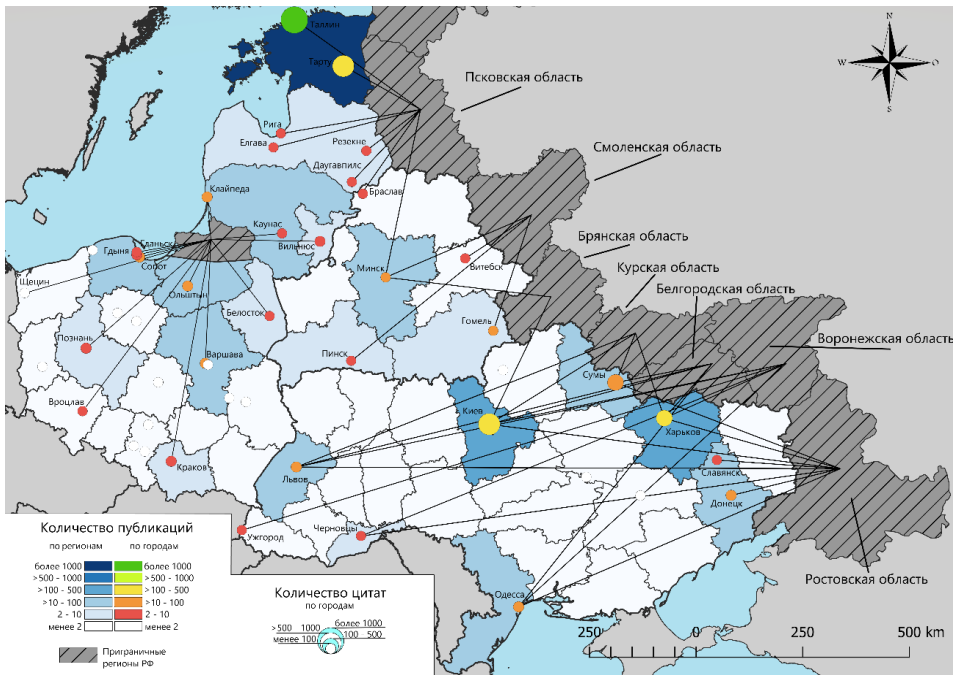 Таллин
N
Тарту
W
O
S
Псковская область
Рига
Елгава
Резекне
Смоленская область
Даугавпилс
Браслав
Клайпеда
Каунас
Вильнюс
Брянская область
Гданьск
Гдыня
Сопот
Минск
Витебск
Курская область
Щецин
Белгородская область
Ольштын
Белосток
Гомель
Воронежская область
Познань
Варшава
Пинск
Сумы
Вроцлав
Киев
Харьков
Краков
Львов
Славянск
Донецк
Ужгород
Черновцы
Ростовская область
Одесса
250 0 250 500 km
Количество публикаций
по регионам по городам
более 1000 более 1000
>500 - 1000 >500 - 1000
>100 - 500 >100 - 500
>10 - 100 >10 - 100
2 - 10 2 - 10
менее 2 менее 2
Приграничные
регионы РФ
Количество цитат
по городам
>500 1000 более 1000
менее 100 100 500